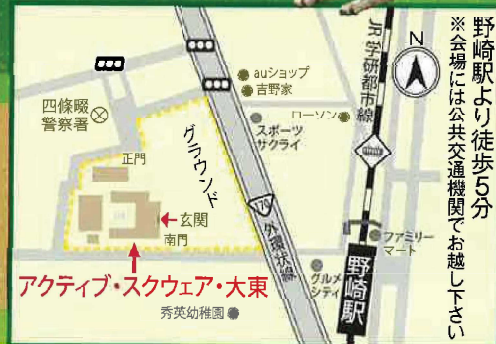 野崎駅より徒歩5分
※会場には公共交通機関でお越し下さい
N
JR学研都市線
auショップ
吉野家
ローソン
スポーツ
サクライ
四條畷
警察署
グラウンド
正門
玄関
南門
170
外環状線
ファミリー
マート
野崎駅
グルメ
シティ
アクティブ・スクウェア・大東
秀英幼稚園